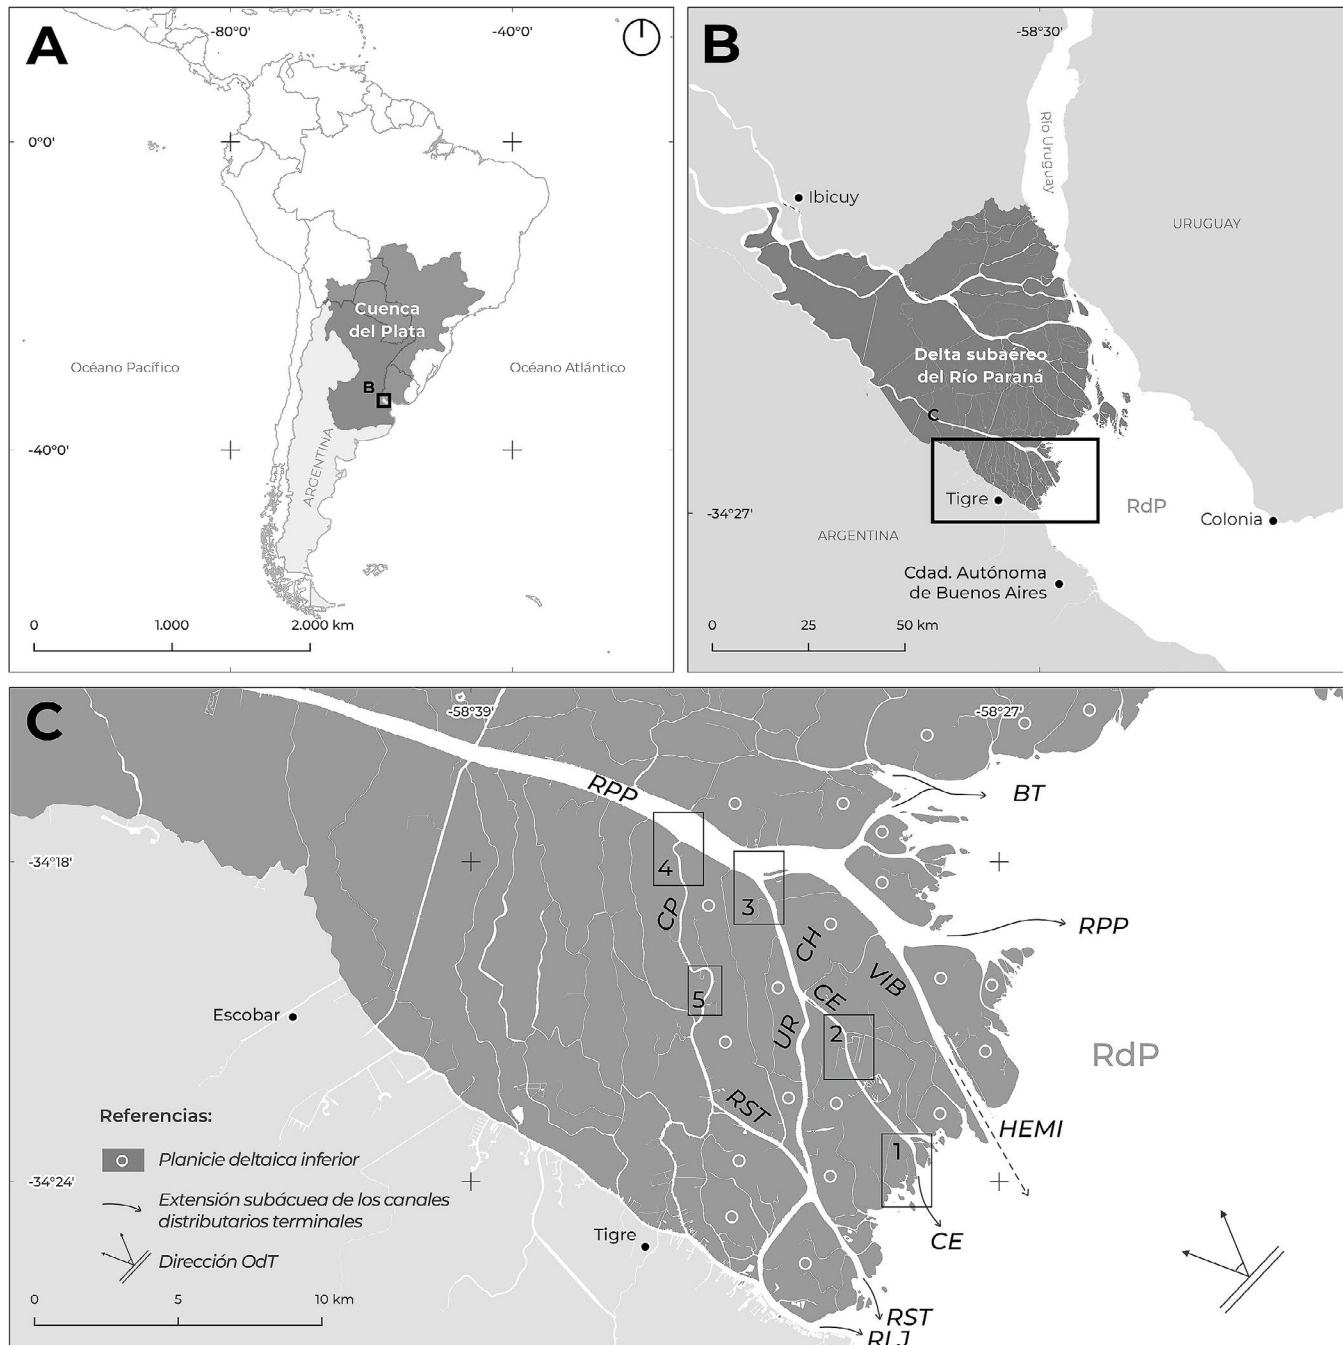 A
-80°0'
-40°0'
0°0'
Cuenca
del Plata
Océano Pacífico
Océano Atlántico
B
-40°0'
ARGENTINA
0
1.000
2.000 km
B
-58°30'
Río Uruguay
Ibicuy
URUGUAY
Delta subaéreo
del Río Paraná
C
Tigre
RdP
-34°27'
Colonia
ARGENTINA
Cdad. Autónoma
de Buenos Aires
0
25
50 km
C
-58°39'
-58°27'
RPP
BT
-34°18'
4
3
CP
CH
RPP
VIB
5
CE
Escobar
UR
2
RdP
RST
HEMI
Referencias:
1
Planicie deltaica inferior
-34°24'
Extensión subácuea de los canales
distributarios terminales
Tigre
CE
Dirección OdT
0
5
10 km
RST
RLJ